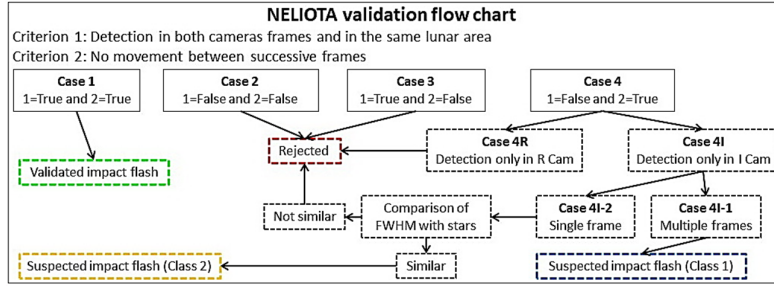 NELIOTA validation flow chart
Criterion 1: Detection in both cameras frames and in the same lunar area
Criterion 2: No movement between successive frames
Case 1
1=True and 2=True
Case 2
1=False and 2=False
Case 3
1=True and 2=False
Case 4
1=False and 2=True
Validated impact flash
Rejected
Case 4R
Detection only in R Cam
Case 4I
Detection only in I Cam
Not similar
Comparison of
FWHM with stars
Case 4I-2
Single frame
Case 4I-1
Multiple frames
Suspected impact flash (Class 2)
Similar
Suspected impact flash (Class 1)